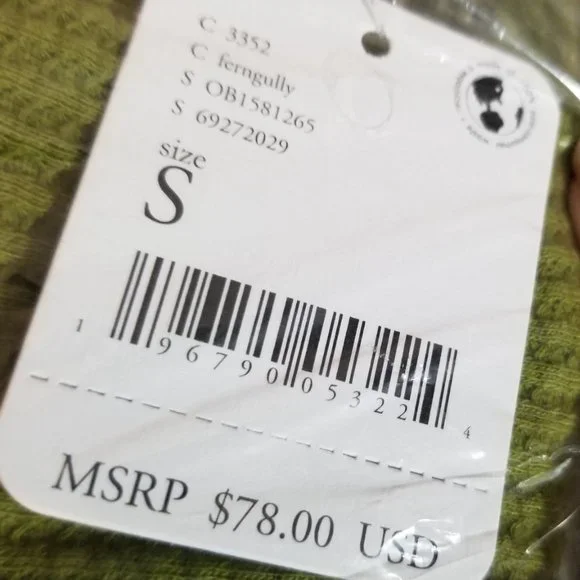 C 3352
C ferngully
S OB1581265
S 69272029
size
S
1 96790 05322 4
MSRP $78.00 USD